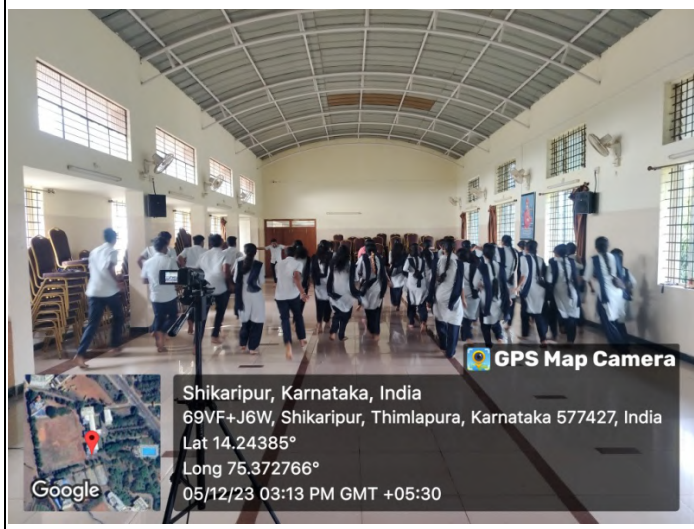 GPS Map Camera
Shikaripur, Karnataka, India
69VF+J6W, Shikaripur, Thimlapura, Karnataka 577427, India
Lat 14.24385°
Long 75.372766°
05/12/23 03:13 PM GMT +05:30
Google